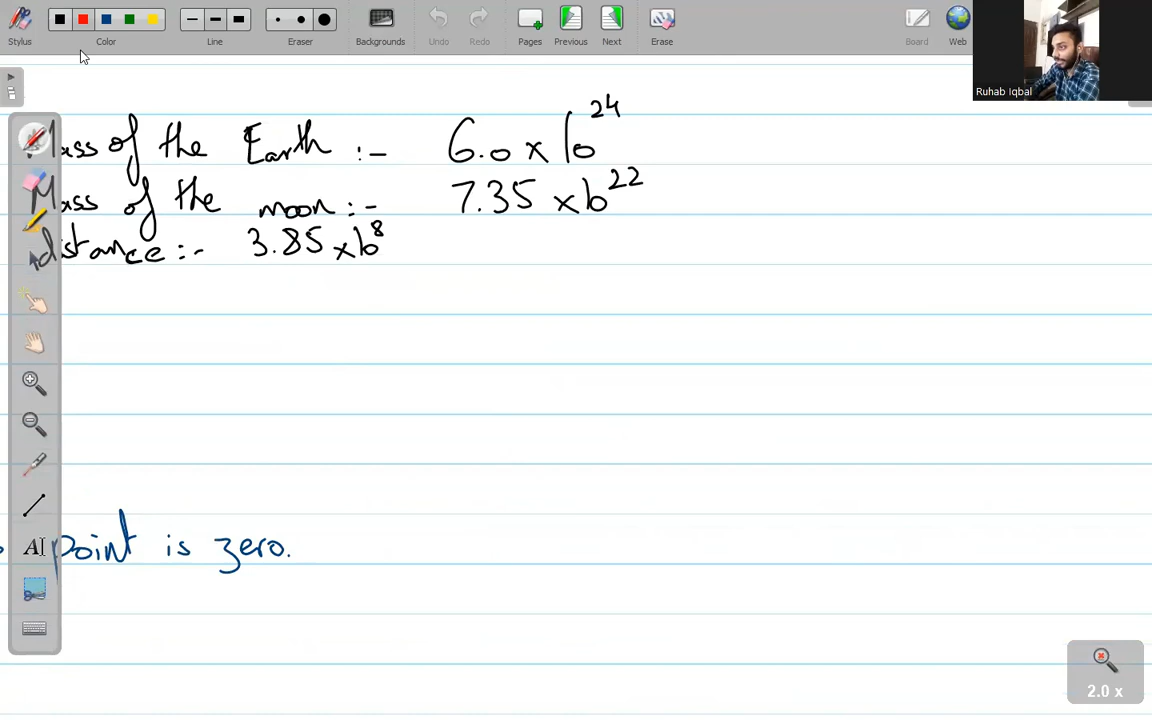 Stylus Color Line Eraser Backgrounds Undo Redo Pages Previous Next Erase Board Web
Ruhab Iqbal
Mass of the Earth :- 6.0 x 10^24
Mass of the moon :- 7.35 x 10^22
distance :- 3.85 x 10^8
point is zero.
2.0 x